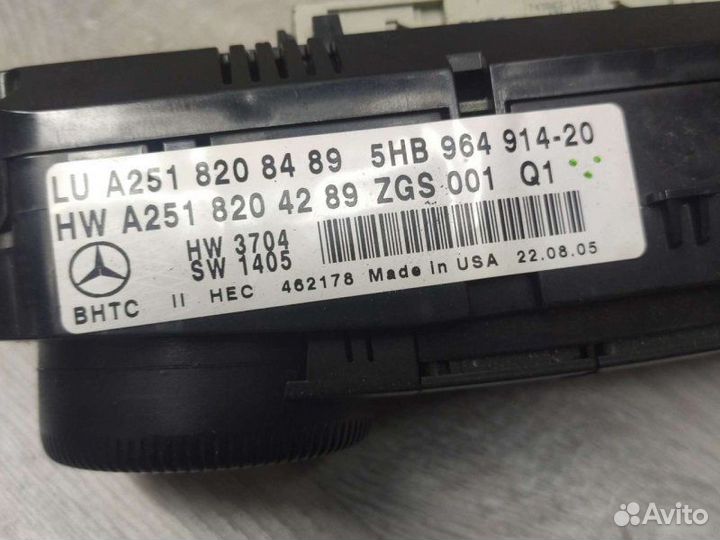 LU A251 820 84 89 5HB 964 914-20
HW A251 820 42 89 ZGS 001 Q1
HW 3704
SW 1405
BHTC II HEC 462178 Made in USA 22.08.05
Avito